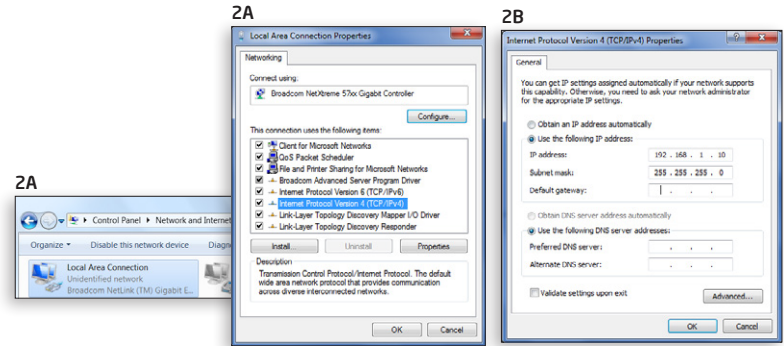 2A
Control Panel Network and Internet
Organize Disable this network device Diagn
Local Area Connection
Unidentified network
Broadcom NetLink (TM) Gigabit E...
2A
Local Area Connection Properties
Networking
Connect using:
Broadcom NetXtreme 57xx Gigabit Controller
Configure...
This connection uses the following items:
Client for Microsoft Networks
QoS Packet Scheduler
File and Printer Sharing for Microsoft Networks
Broadcom Advanced Server Program Driver
Internet Protocol Version 6 (TCP/IPv6)
Internet Protocol Version 4 (TCP/IPv4)
Link-Layer Topology Discovery Mapper I/O Driver
Link-Layer Topology Discovery Responder
Install... Uninstall Properties
Description
Transmission Control Protocol/Internet Protocol. The default
wide area network protocol that provides communication
across diverse interconnected networks.
OK Cancel
2B
Internet Protocol Version 4 (TCP/IPv4) Properties
General
You can get IP settings assigned automatically if your network supports
this capability. Otherwise, you need to ask your network administrator
for the appropriate IP settings.
Obtain an IP address automatically
Use the following IP address:
IP address: 192 . 168 . 1 . 10
Subnet mask: 255 . 255 . 255 . 0
Default gateway: . . .
Obtain DNS server address automatically
Use the following DNS server addresses:
Preferred DNS server: . . .
Alternate DNS server: . . .
Validate settings upon exit Advanced...
OK Cancel